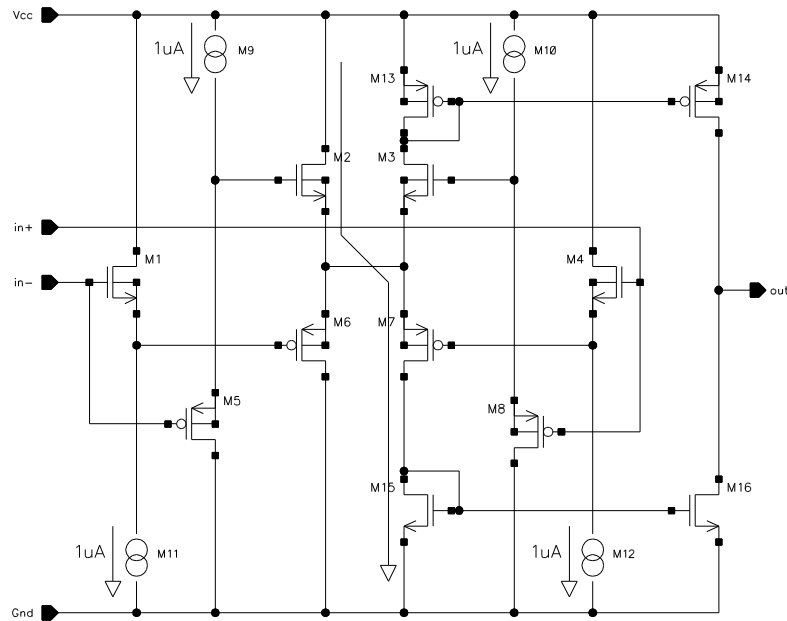 Vcc
1uA
M9
1uA
M10
M13
M14
M2
M3
in+
M1
M4
in-
out
M6
M7
M5
M8
M15
M16
1uA
M11
1uA
M12
Gnd